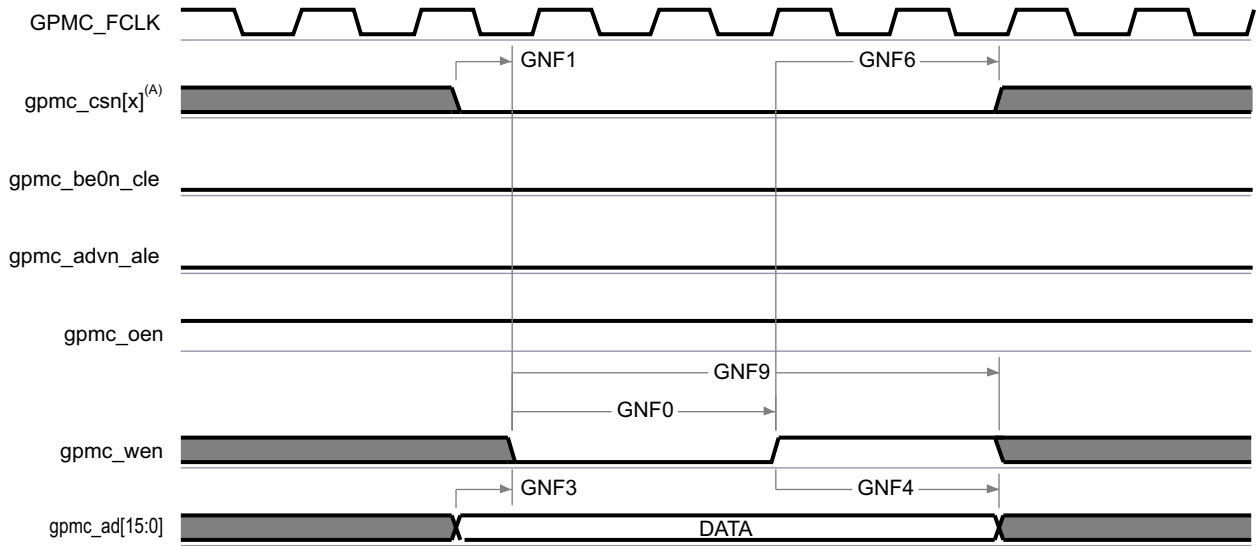 GPMC_FCLK
GNF1
GNF6
gpmc_csn[x](A)
gpmc_be0n_cle
gpmc_advn_ale
gpmc_oen
GNF9
GNF0
gpmc_wen
GNF3
GNF4
gpmc_ad[15:0]
DATA